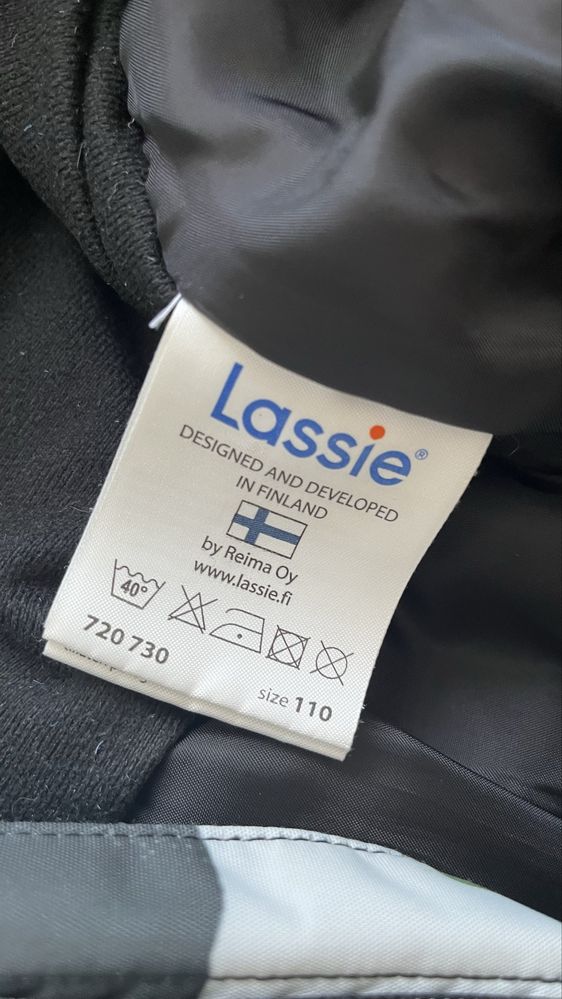 Lassie®
DESIGNED AND DEVELOPED
IN FINLAND
by Reima Oy
www.lassie.fi
40°
720 730
size 110